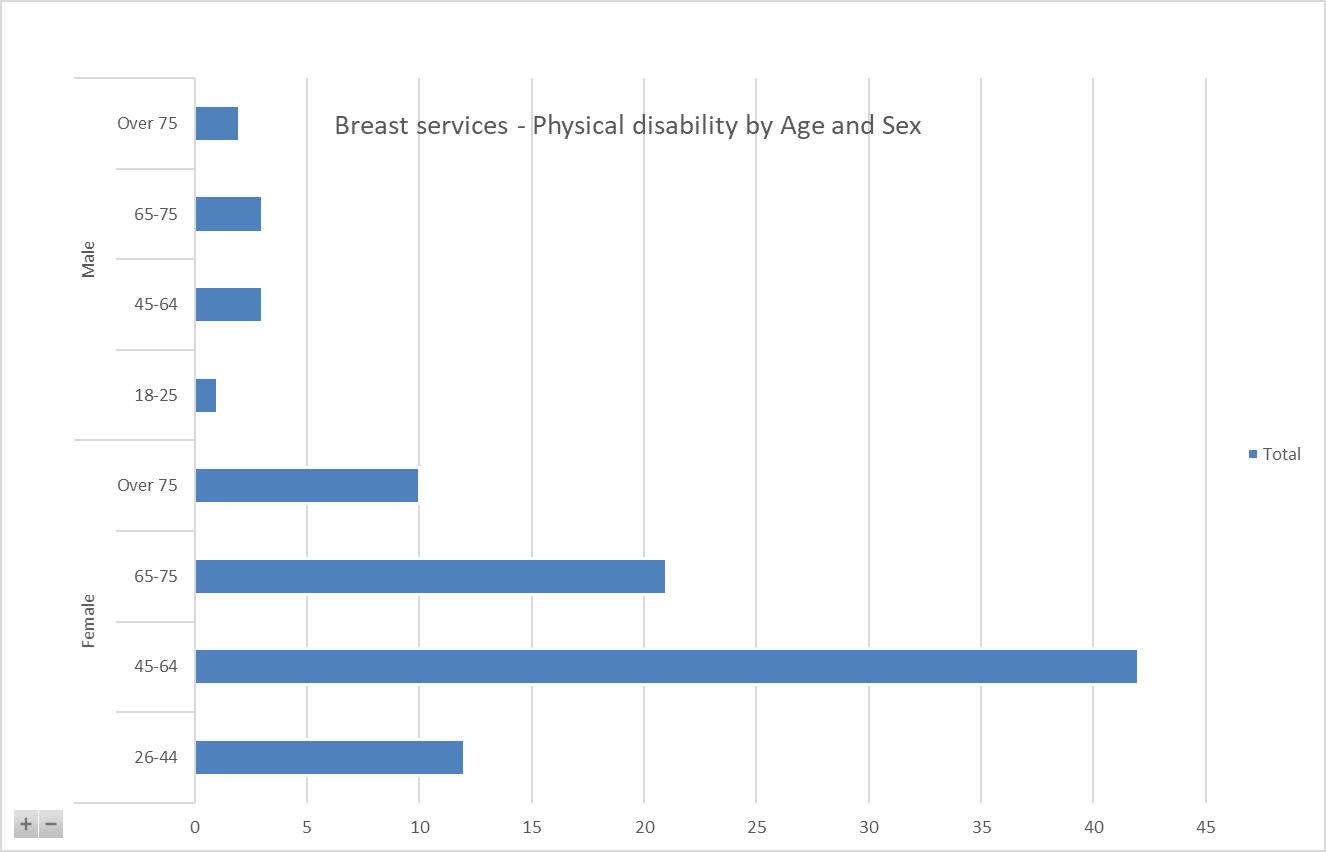 Breast services - Physical disability by Age and Sex
Male
Over 75
65-75
45-64
18-25
Female
Over 75
65-75
45-64
26-44
0 5 10 15 20 25 30 35 40 45
Total
+ −